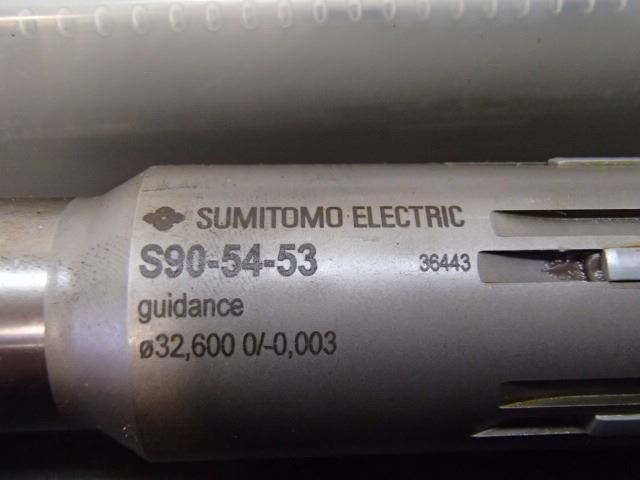 SUMITOMO ELECTRIC
S90-54-53 36443
guidance
ø32,600 0/-0,003